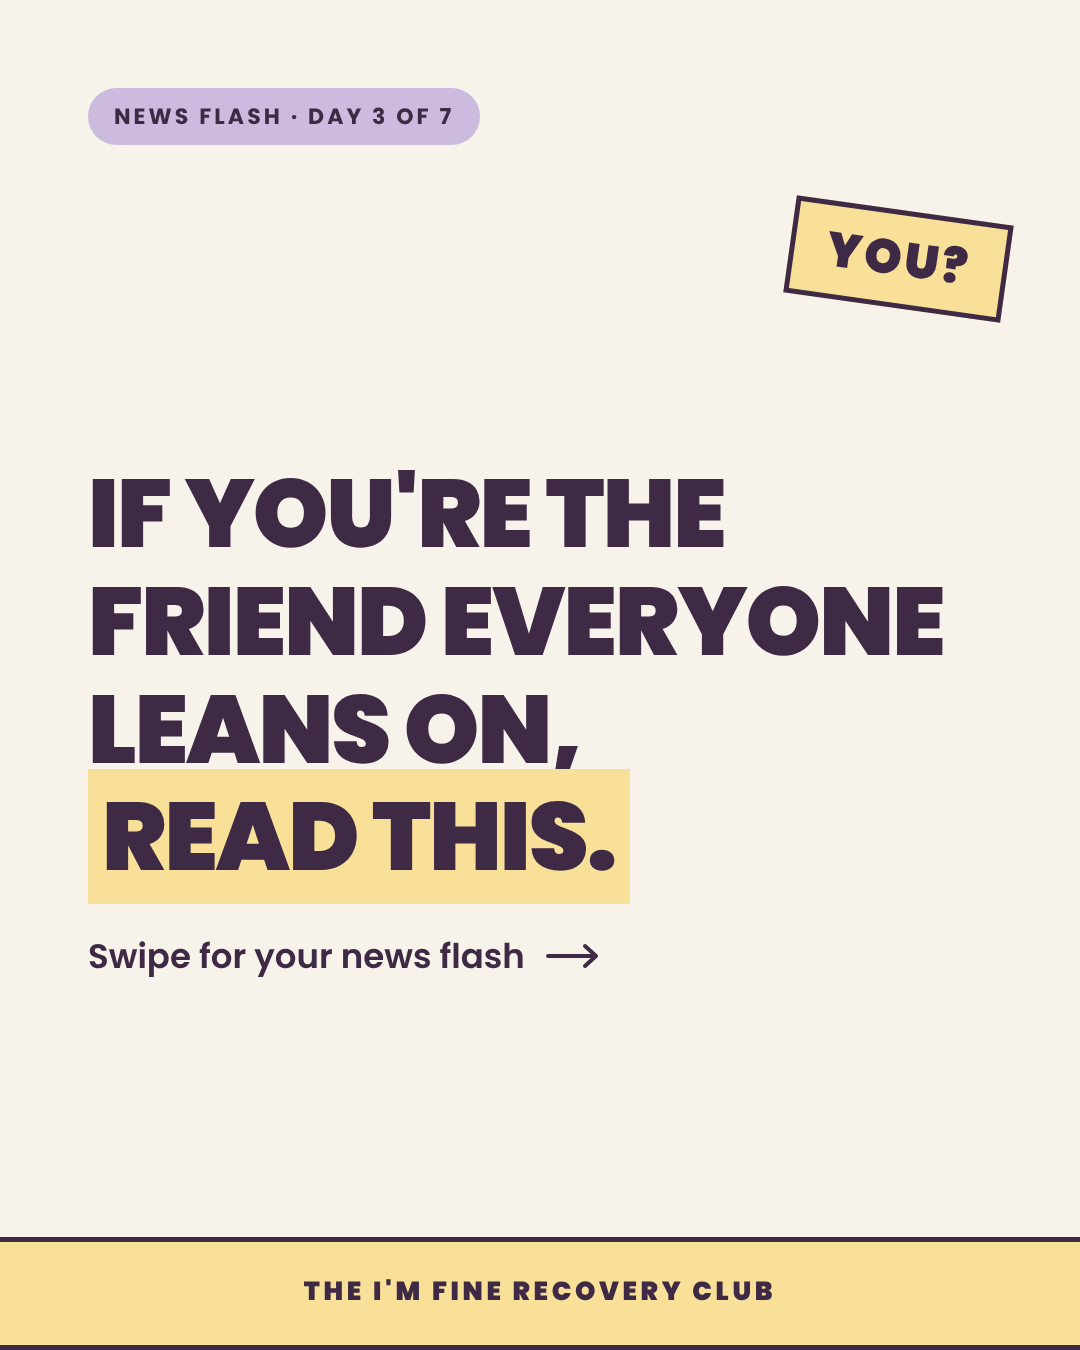 NEWS FLASH · DAY 3 OF 7
YOU?
IF YOU'RE THE
FRIEND EVERYONE
LEANS ON,
READ THIS.
Swipe for your news flash →
THE I'M FINE RECOVERY CLUB